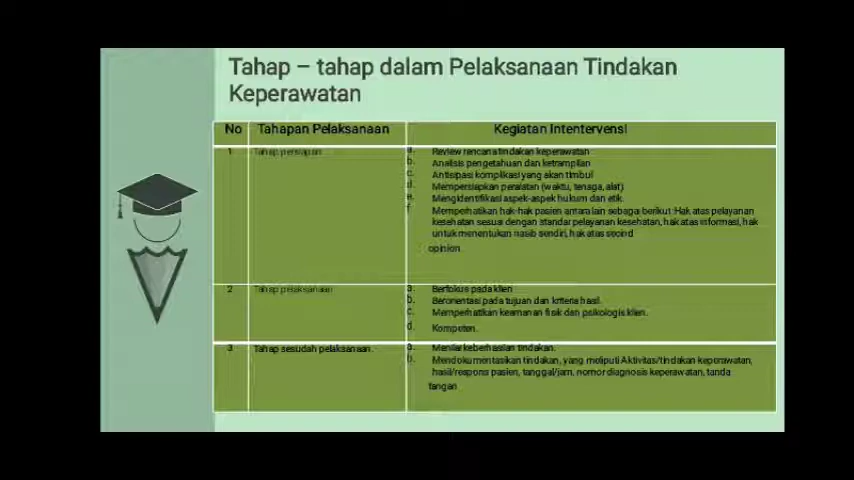 Tahap – tahap dalam Pelaksanaan Tindakan
Keperawatan
No Tahapan Pelaksanaan Kegiatan Intentervensi
1 Tahap persiapan
a. Review rencana tindakan keperawatan
b. Analisis pengetahuan dan ketrampilan
c. Antisipasi komplikasi yang akan timbul
d. Mempersiapkan peralatan (waktu, tenaga, alat)
e. Mengidentifikasi aspek-aspek hukum dan etik
f. Memperhatikan hak-hak pasien antara lain sebagai berikut :Hak atas pelayanan
kesehatan sesuai dengan standar pelayanan kesehatan, hak atas informasi, hak
untuk menentukan nasib sendiri, hak atas second
opinion
2 Tahap pelaksanaan
a. Berfokus pada klien
b. Berorientasi pada tujuan dan kriteria hasil.
c. Memperhatikan keamanan fisik dan psikologis klien.
d. Kompeten.
3 Tahap sesudah pelaksanaan.
a. Menilai keberhasilan tindakan.
b. Mendokumentasikan tindakan, yang meliputi Aktivitas/tindakan keperawatan,
hasil/respons pasien, tanggal/jam, nomor diagnosis keperawatan, tanda
tangan